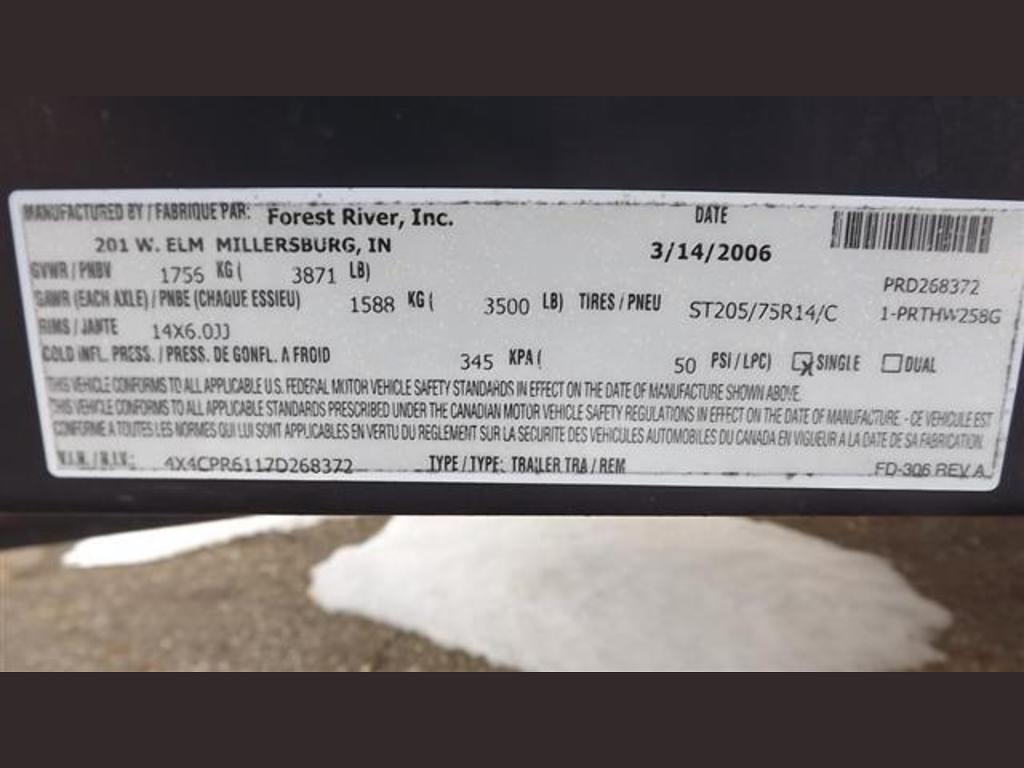 MANUFACTURED BY / FABRIQUE PAR: Forest River, Inc. DATE
201 W. ELM MILLERSBURG, IN 3/14/2006
GVWR / PNBV 1756 KG ( 3871 LB) PRD268372
GAWR (EACH AXLE) / PNBE (CHAQUE ESSIEU) 1588 KG ( 3500 LB) TIRES / PNEU ST205/75R14/C 1-PRTHW258G
RIMS / JANTE 14X6.0JJ
COLD INFL. PRESS. / PRESS. DE GONFL. A FROID 345 KPA ( 50 PSI / LPC) SINGLE DUAL
THIS VEHICLE CONFORMS TO ALL APPLICABLE U.S. FEDERAL MOTOR VEHICLE SAFETY STANDARDS IN EFFECT ON THE DATE OF MANUFACTURE SHOWN ABOVE.
THIS VEHICLE CONFORMS TO ALL APPLICABLE STANDARDS PRESCRIBED UNDER THE CANADIAN MOTOR VEHICLE SAFETY REGULATIONS IN EFFECT ON THE DATE OF MANUFACTURE. - CE VEHICULE EST
CONFORME A TOUTES LES NORMES QUI LUI SONT APPLICABLES EN VERTU DU REGLEMENT SUR LA SECURITE DES VEHICULES AUTOMOBILES DU CANADA EN VIGUEUR A LA DATE DE SA FABRICATION.
V.I.N. / N.I.V.: 4X4CPR6117D268372 TYPE / TYPE: TRAILER TRA / REM FD-306 REV A